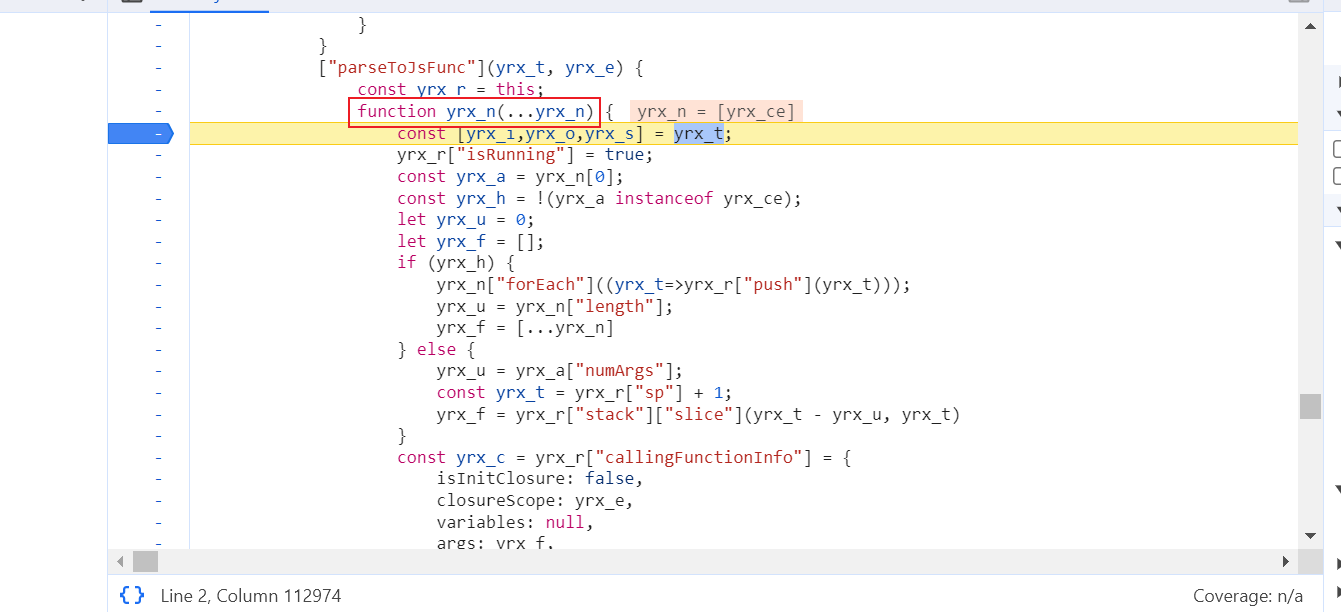 }
}
["parseToJsFunc"](yrx_t, yrx_e) {
const yrx_r = this;
function yrx_n(...yrx_n) { yrx_n = [yrx_ce]
const [yrx_i,yrx_o,yrx_s] = yrx_t;
yrx_r["isRunning"] = true;
const yrx_a = yrx_n[0];
const yrx_h = !(yrx_a instanceof yrx_ce);
let yrx_u = 0;
let yrx_f = [];
if (yrx_h) {
yrx_n["forEach"]((yrx_t=>yrx_r["push"](yrx_t)));
yrx_u = yrx_n["length"];
yrx_f = [...yrx_n]
} else {
yrx_u = yrx_a["numArgs"];
const yrx_t = yrx_r["sp"] + 1;
yrx_f = yrx_r["stack"]["slice"](yrx_t - yrx_u, yrx_t)
}
const yrx_c = yrx_r["callingFunctionInfo"] = {
isInitClosure: false,
closureScope: yrx_e,
variables: null,
args: yrx_f,
{} Line 2, Column 112974 Coverage: n/a